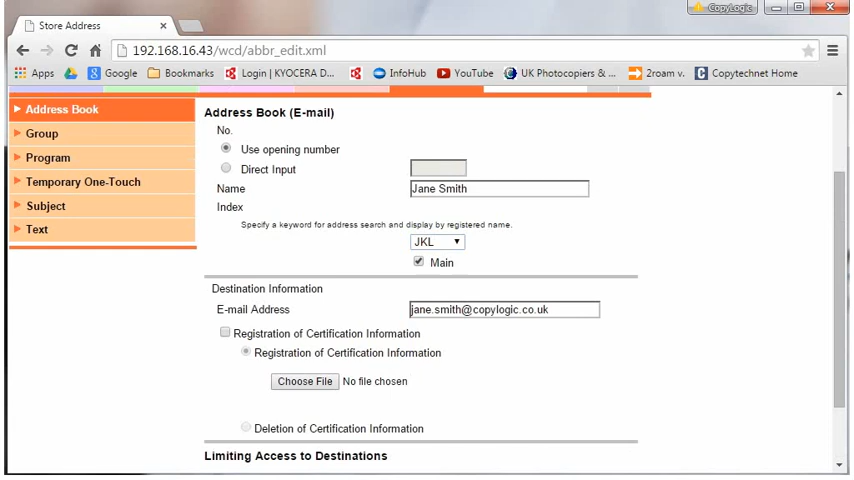 CopyLogic
Store Address
192.168.16.43/wcd/abbr_edit.xml
Apps
Google
Bookmarks
Login | KYOCERA D...
InfoHub
YouTube
UK Photocopiers & ...
2roam v.
Copytechnet Home
Address Book
Group
Program
Temporary One-Touch
Subject
Text
Address Book (E-mail)
No.
Use opening number
Direct Input
Name
Jane Smith
Index
Specify a keyword for address search and display by registered name.
JKL
Main
Destination Information
E-mail Address
jane.smith@copylogic.co.uk
Registration of Certification Information
Registration of Certification Information
Choose File No file chosen
Deletion of Certification Information
Limiting Access to Destinations